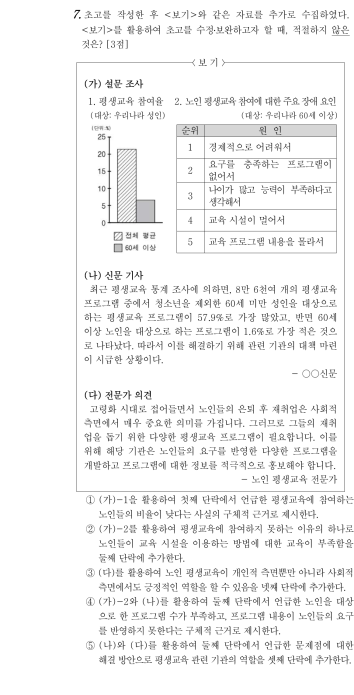 7. 초고를 작성한 후 <보기>와 같은 자료를 추가로 수집하였다.
<보기>를 활용하여 초고를 수정·보완하고자 할 때, 적절하지 않은
것은? [3점]
<보 기>
(가) 설문 조사
1. 평생교육 참여율
(대상: 우리나라 성인)
(단위:%)
25
20
15
10
5
0
전체 평균
60세 이상
2. 노인 평생교육 참여에 대한 주요 장애 요인
(대상: 우리나라 60세 이상)
순위 원 인
1 경제적으로 어려워서
2 요구를 충족하는 프로그램이
없어서
3 나이가 많고 능력이 부족하다고
생각해서
4 교육 시설이 멀어서
5 교육 프로그램 내용을 몰라서
(나) 신문 기사
최근 평생교육 통계 조사에 의하면, 8만 6천여 개의 평생교육
프로그램 중에서 청소년을 제외한 60세 미만 성인을 대상으로
하는 평생교육 프로그램이 57.9%로 가장 많았고, 반면 60세
이상 노인을 대상으로 하는 프로그램이 1.6%로 가장 적은 것으
로 나타났다. 따라서 이를 해결하기 위해 관련 기관의 대책 마련
이 시급한 상황이다.
- ○○신문
(다) 전문가 의견
고령화 시대로 접어들면서 노인들의 은퇴 후 재취업은 사회적
측면에서 매우 중요한 의미를 가집니다. 그러므로 그들의 재취
업을 돕기 위한 다양한 평생교육 프로그램이 필요합니다. 이를
위해 해당 기관은 노인들의 요구를 반영한 다양한 프로그램을
개발하고 프로그램에 대한 정보를 적극적으로 홍보해야 합니다.
- 노인 평생교육 전문가
① (가)-1을 활용하여 첫째 단락에서 언급한 평생교육에 참여하는
노인들의 비율이 낮다는 사실의 구체적 근거로 제시한다.
② (가)-2를 활용하여 평생교육에 참여하지 못하는 이유의 하나로
노인들이 교육 시설을 이용하는 방법에 대한 교육이 부족함을
둘째 단락에 추가한다.
③ (다)를 활용하여 노인 평생교육이 개인적 측면뿐만 아니라 사회적
측면에서도 긍정적인 역할을 할 수 있음을 넷째 단락에 추가한다.
④ (가)-2와 (나)를 활용하여 둘째 단락에서 언급한 노인을 대상
으로 한 프로그램 수가 부족하고, 프로그램 내용이 노인들의 요구
를 반영하지 못한다는 구체적 근거로 제시한다.
⑤ (나)와 (다)를 활용하여 둘째 단락에서 언급한 문제점에 대한
해결 방안으로 평생교육 관련 기관의 역할을 셋째 단락에 추가한다.